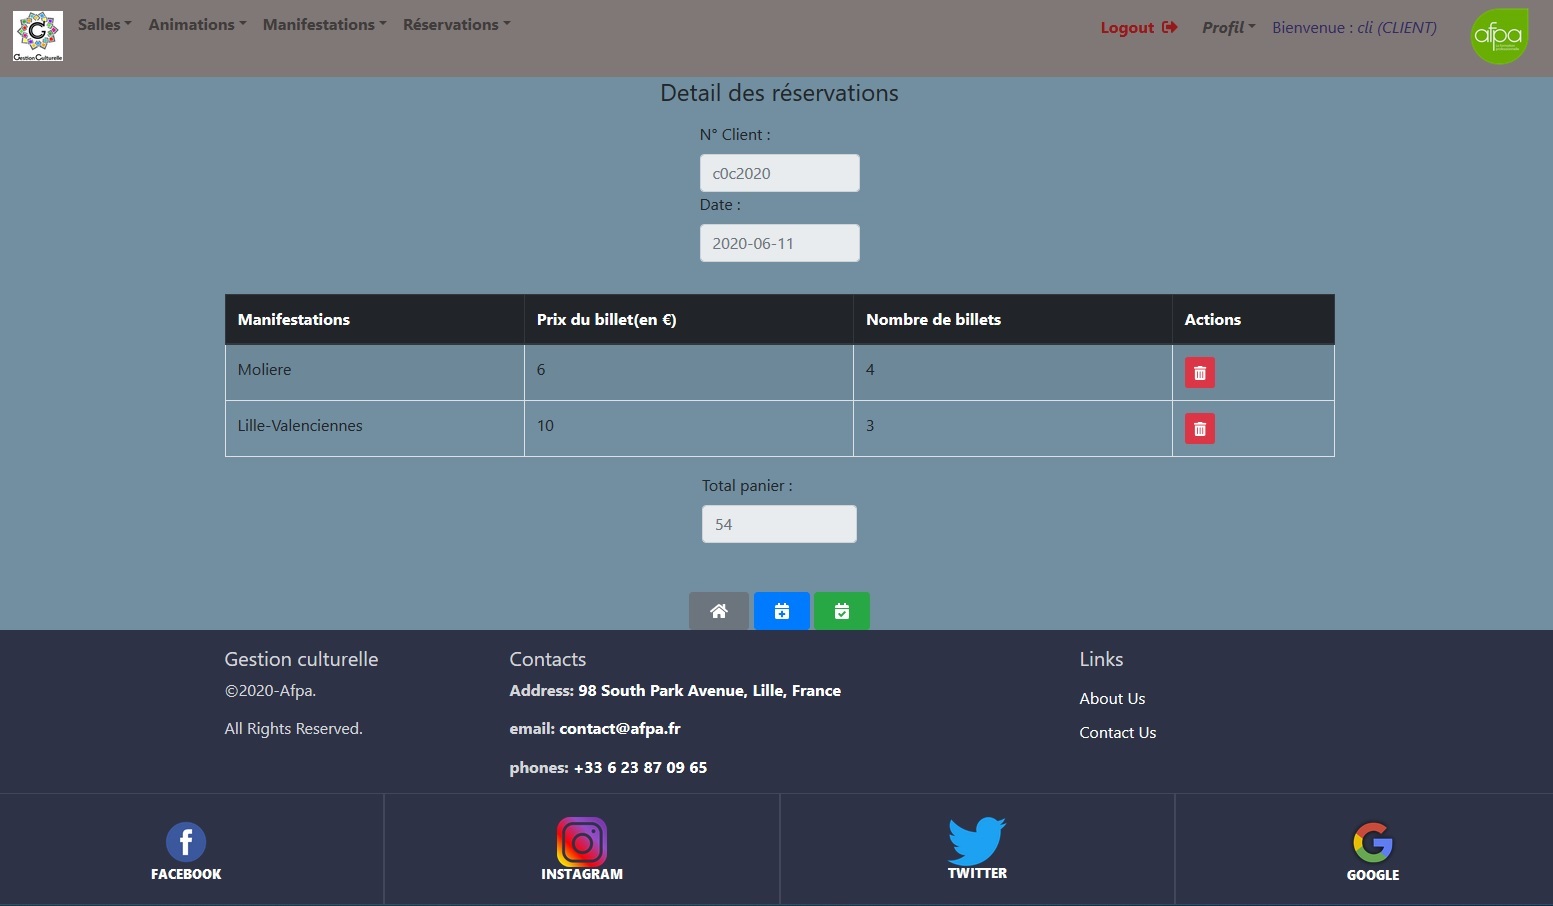 Gestion Culturelle
Salles Animations Manifestations Réservations
Logout Profil Bienvenue : cli (CLIENT)
afpa
Detail des réservations
N° Client :
c0c2020
Date :
2020-06-11
Manifestations Prix du billet(en €) Nombre de billets Actions
Moliere 6 4
Lille-Valenciennes 10 3
Total panier :
54
Gestion culturelle Contacts Links
©2020-Afpa. Address: 98 South Park Avenue, Lille, France About Us
All Rights Reserved. email: contact@afpa.fr Contact Us
phones: +33 6 23 87 09 65
FACEBOOK INSTAGRAM TWITTER GOOGLE